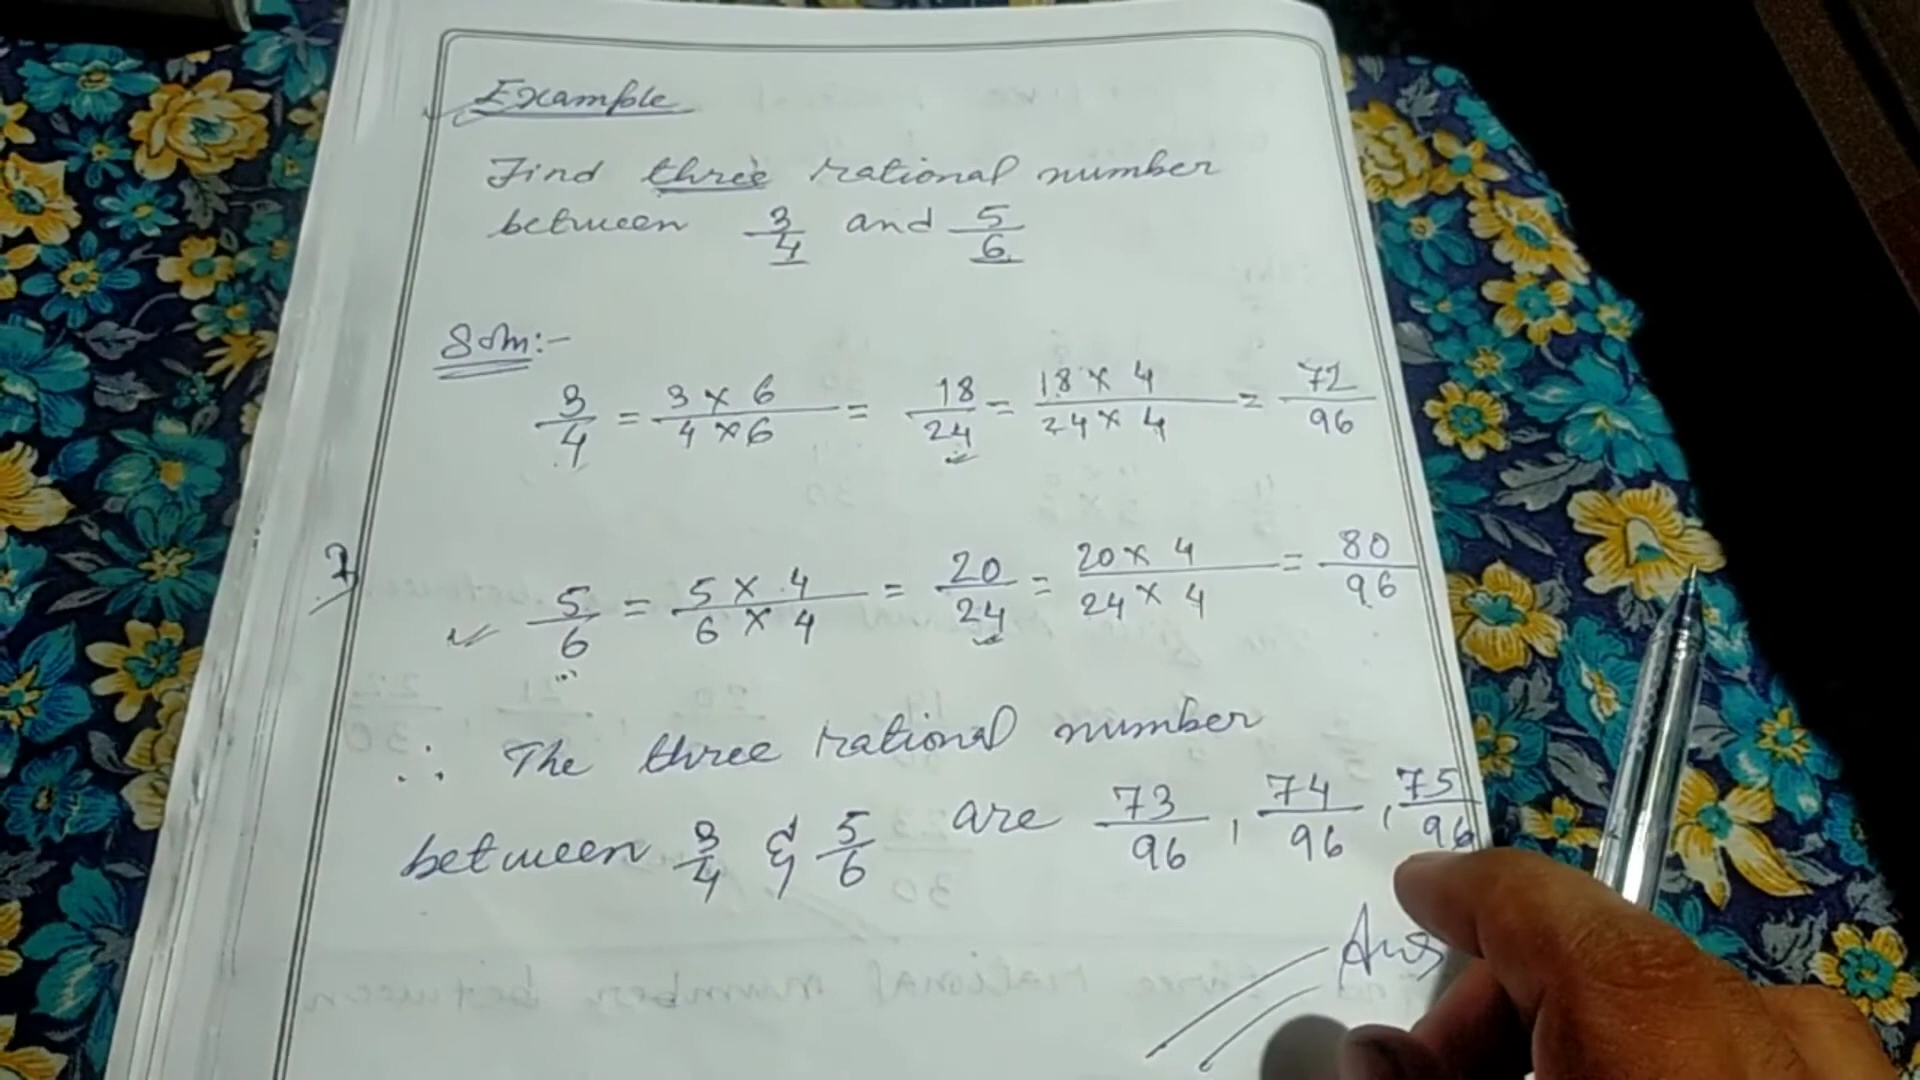 Example
Find three rational number
between 3/4 and 5/6
Soln:-
3/4 = 3 × 6 / 4 × 6 = 18/24 = 18 × 4 / 24 × 4 = 72/96
5/6 = 5 × 4 / 6 × 4 = 20/24 = 20 × 4 / 24 × 4 = 80/96
∴ The three rational number
between 3/4 & 5/6 are 73/96, 74/96, 75/96
Ans